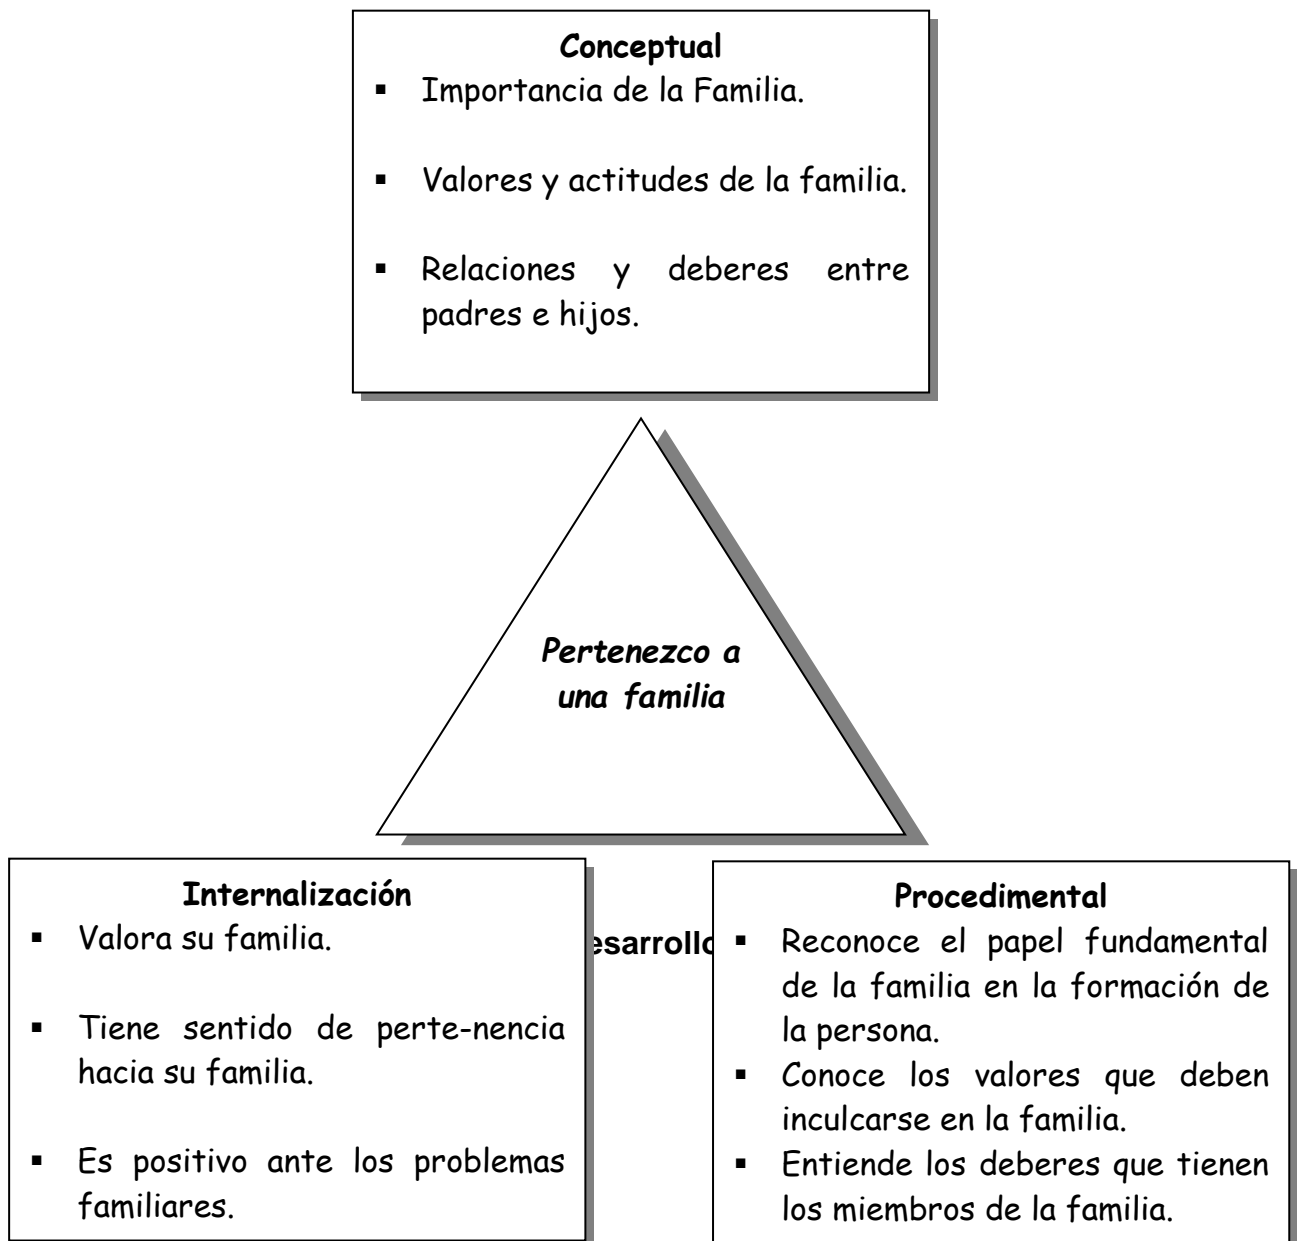 Conceptual
▪ Importancia de la Familia.
▪ Valores y actitudes de la familia.
▪ Relaciones y deberes entre
padres e hijos.
Pertenezco a
una familia
Internalización
▪ Valora su familia.
▪ Tiene sentido de perte-nencia
hacia su familia.
▪ Es positivo ante los problemas
familiares.
esarrollo
Procedimental
▪ Reconoce el papel fundamental
de la familia en la formación de
la persona.
▪ Conoce los valores que deben
inculcarse en la familia.
▪ Entiende los deberes que tienen
los miembros de la familia.